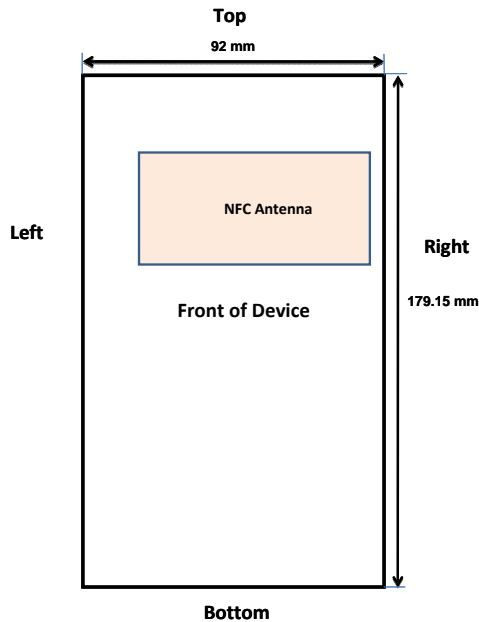 Top
92 mm
NFC Antenna
Left
Right
179.15 mm
Front of Device
Bottom